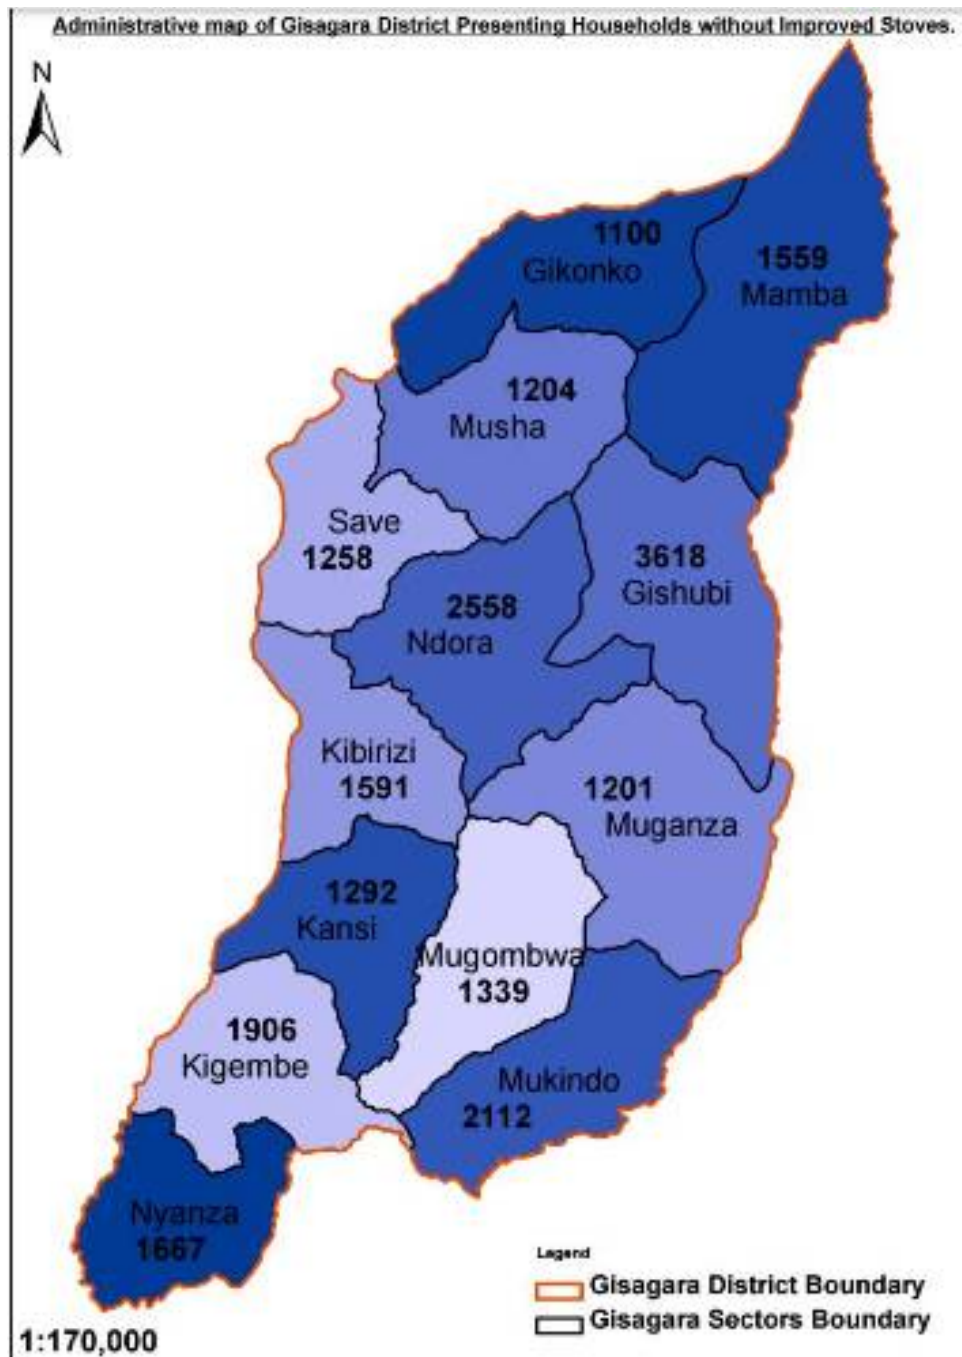 Administrative map of Gisagara District Presenting Households without Improved Stoves.
N
1100
Gikonko
1559
Mamba
1204
Musha
Save
1258
3618
Gishubi
2558
Ndora
Kibirizi
1591
1201
Muganza
1292
Kansi
Mugombwa
1339
1906
Kigembe
Mukindo
2112
Nyanza
1667
Legend
Gisagara District Boundary
Gisagara Sectors Boundary
1:170,000